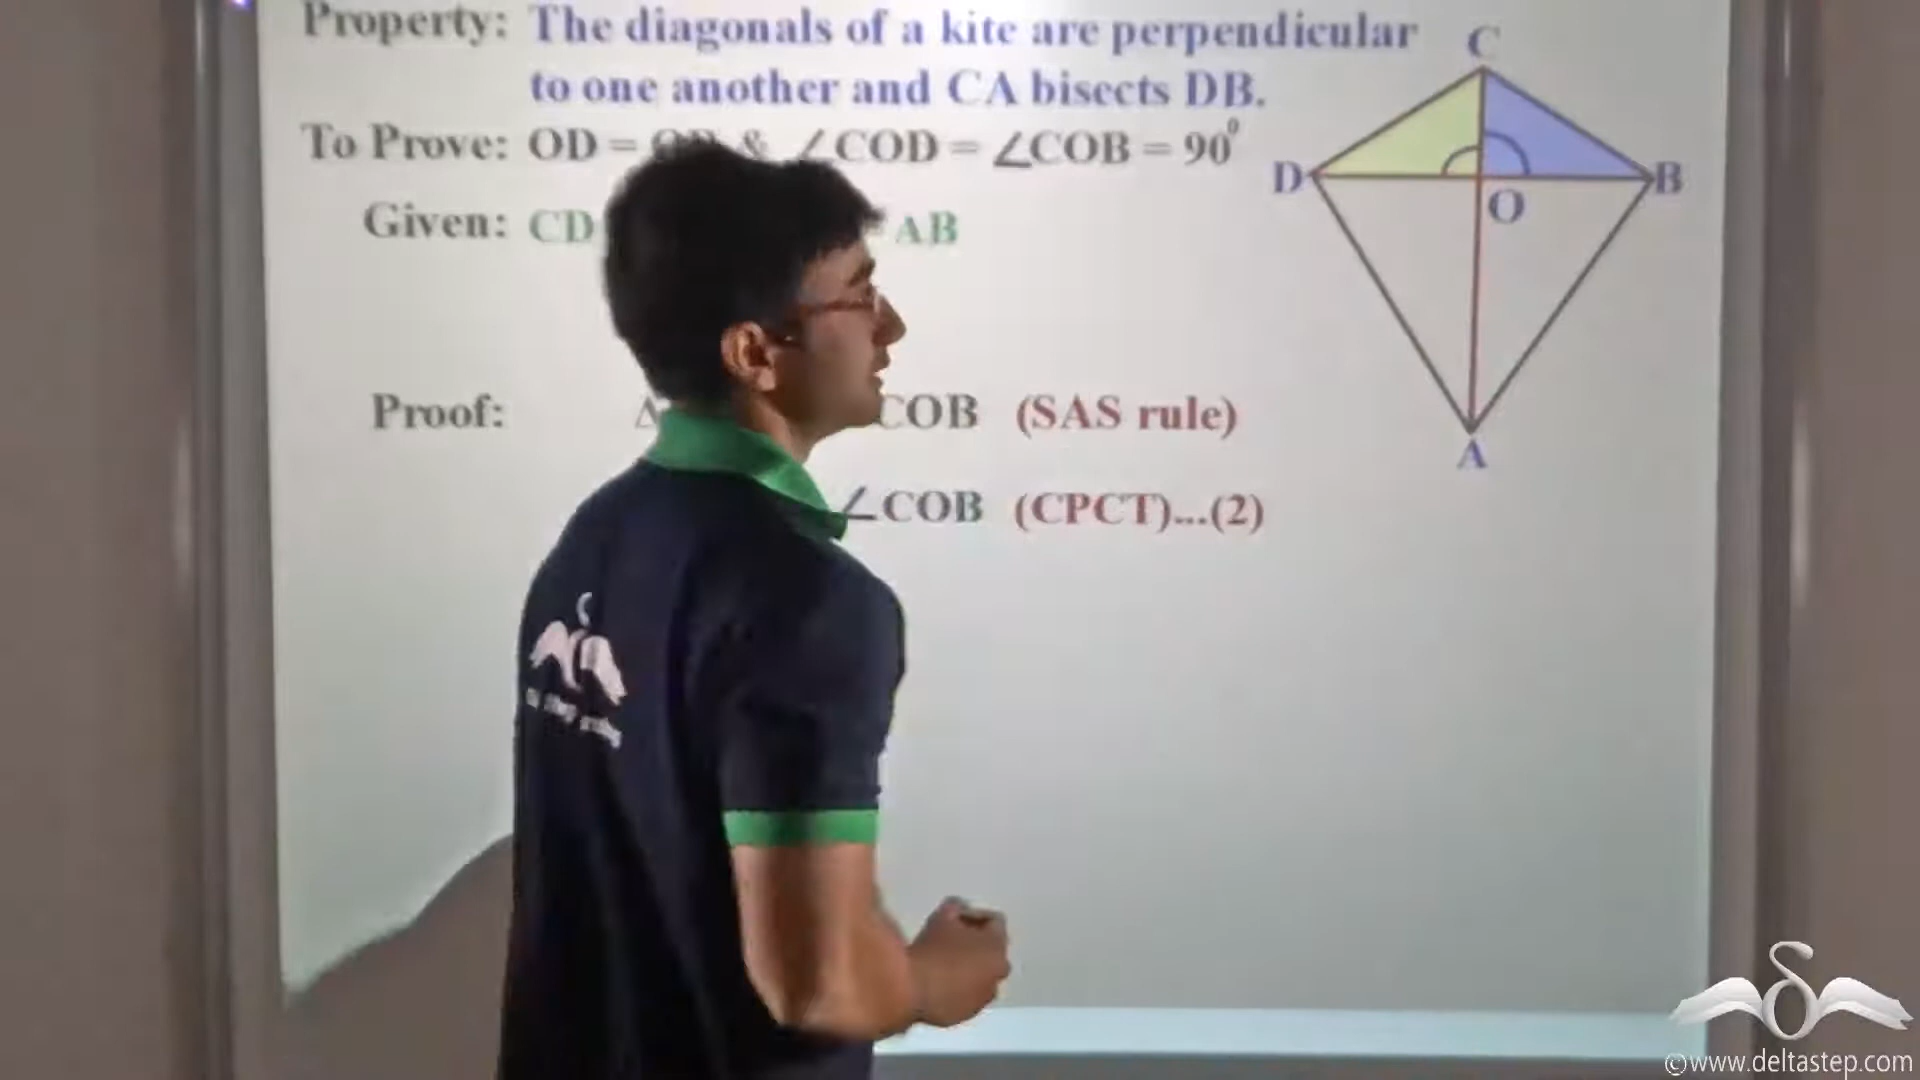 Property: The diagonals of a kite are perpendicular
to one another and CA bisects DB.
To Prove: OD = & ∠COD = ∠COB = 90⁰
Given: CD AB
Proof: COB (SAS rule)
∠COB (CPCT)...(2)
C
D
B
O
A
©www.deltastep.com